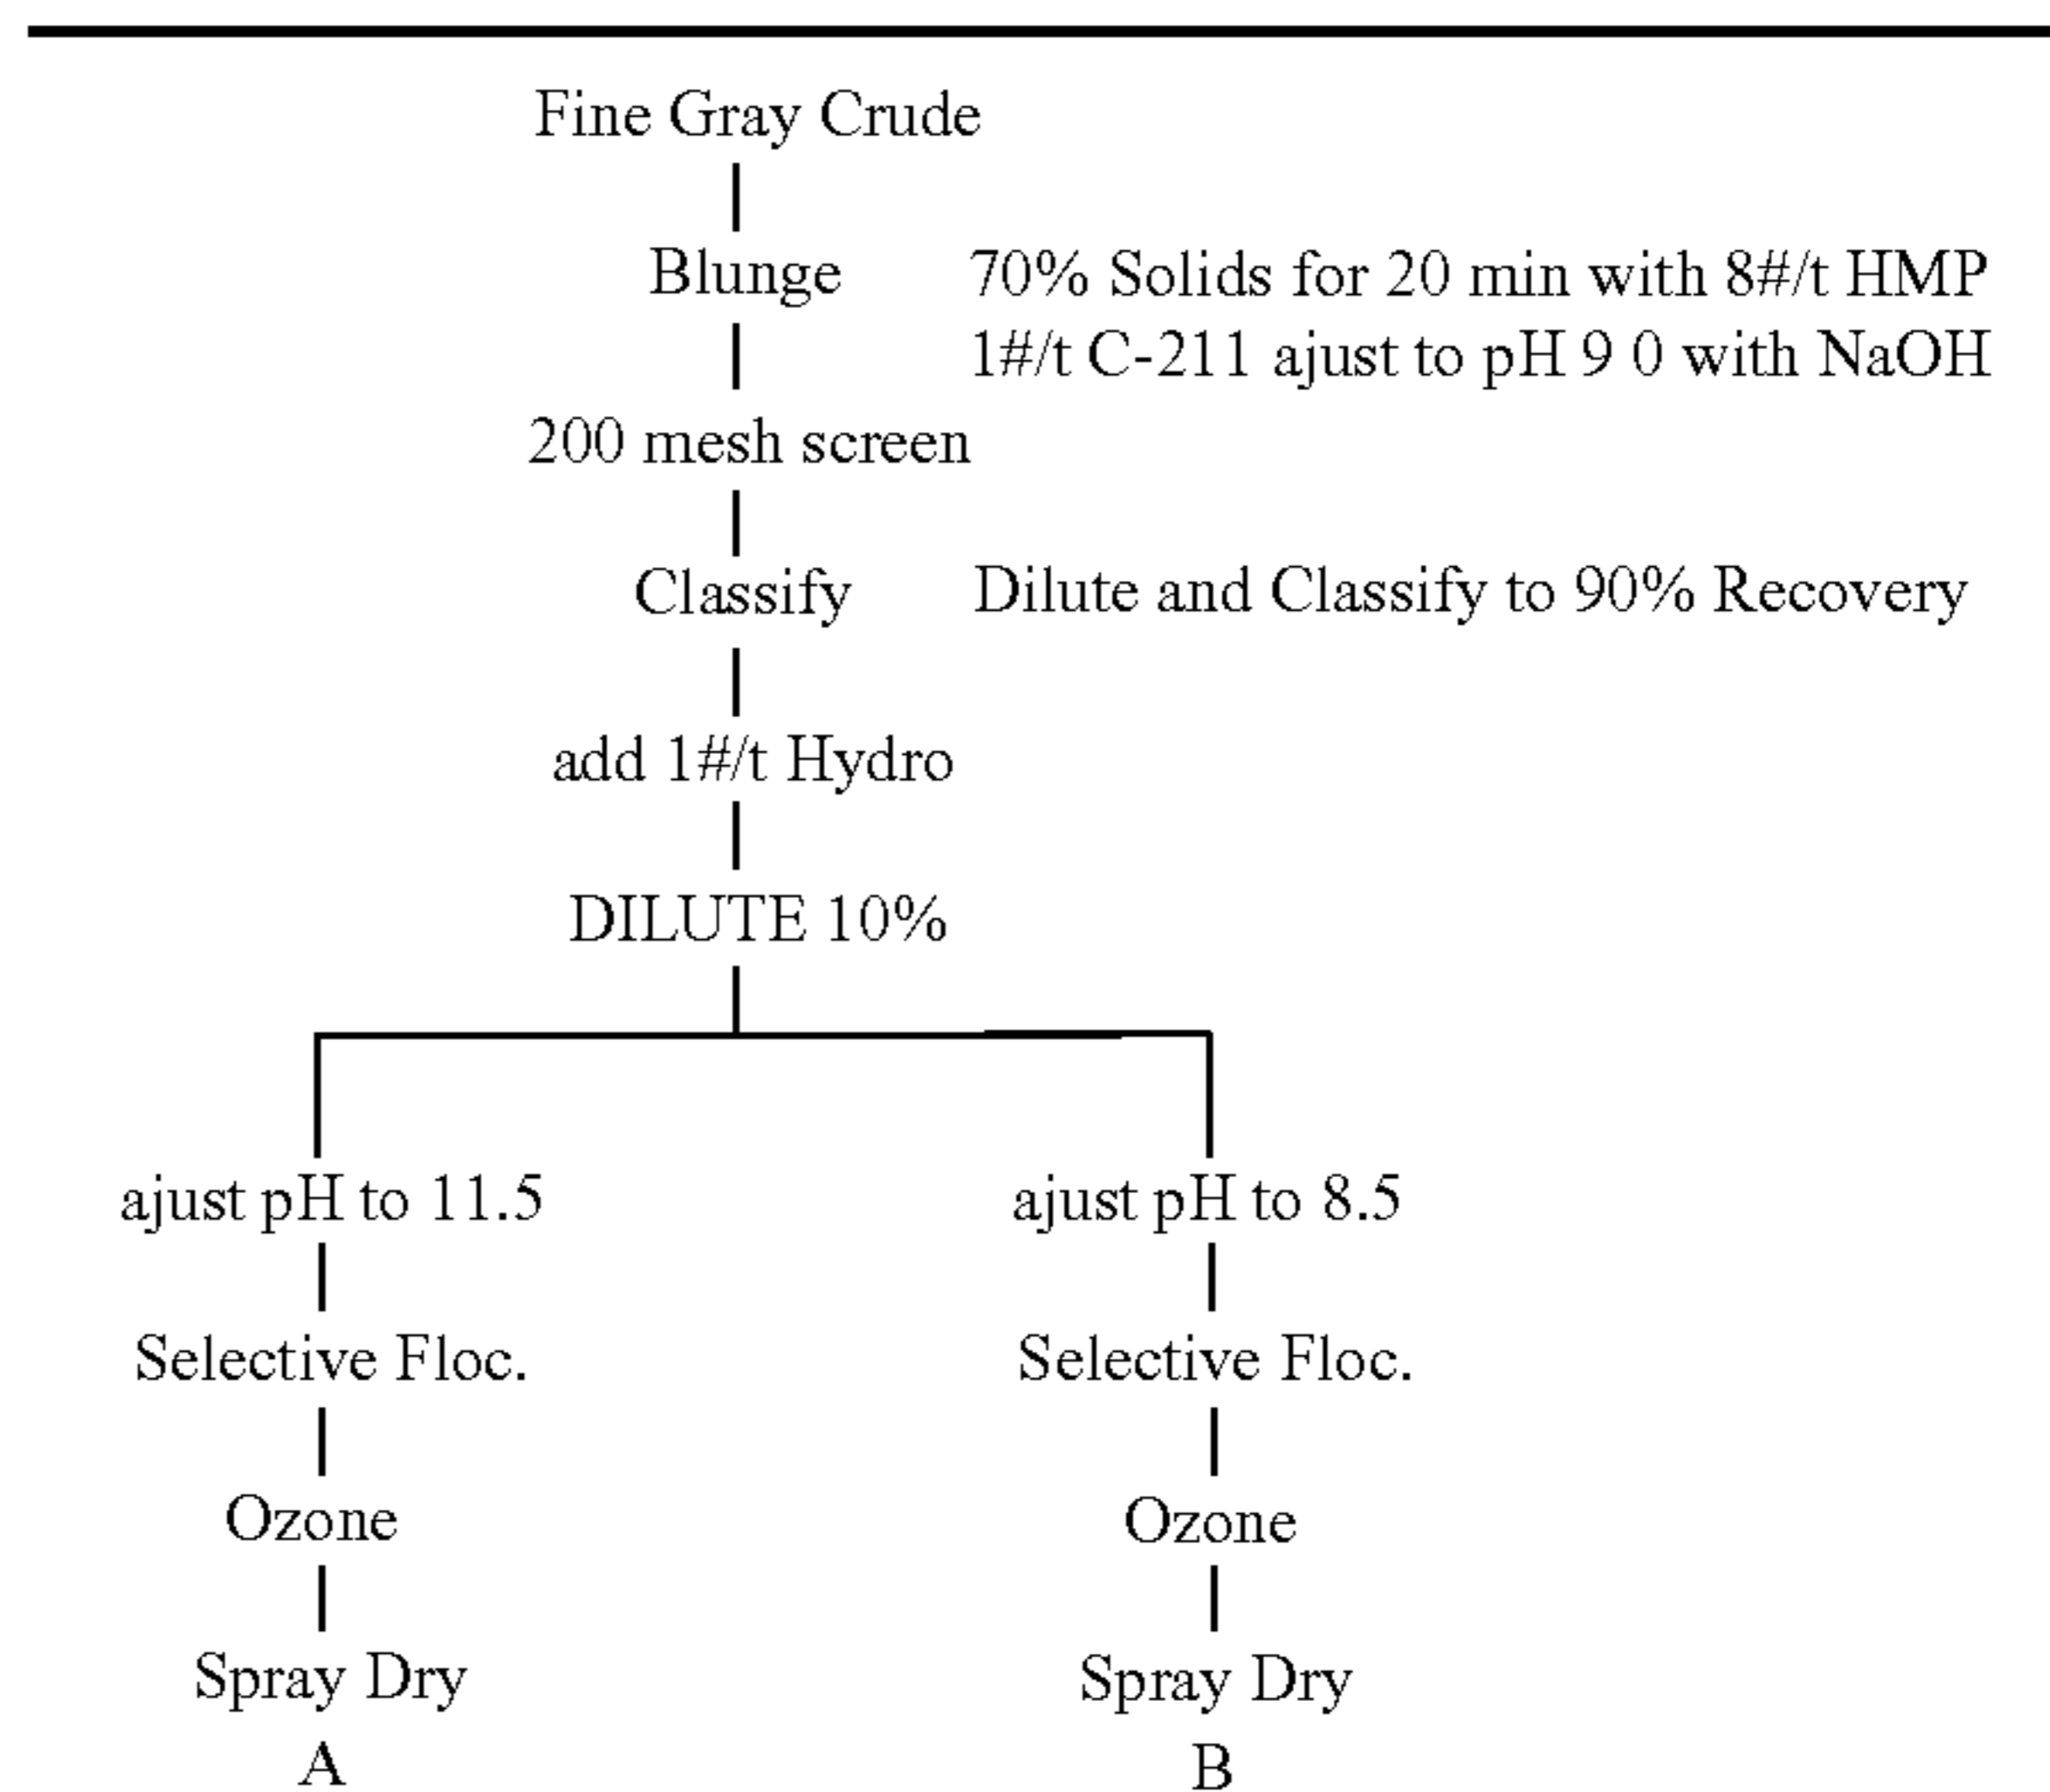 Fine Gray Crude
Blunge
70% Solids for 20 min with 8#/t HMP
1#/t C-211 ajust to pH 9 0 with NaOH
200 mesh screen
Classify
Dilute and Classify to 90% Recovery
add 1#/t Hydro
DILUTE 10%
ajust pH to 11.5
Selective Floc.
Ozone
Spray Dry
A
ajust pH to 8.5
Selective Floc.
Ozone
Spray Dry
B